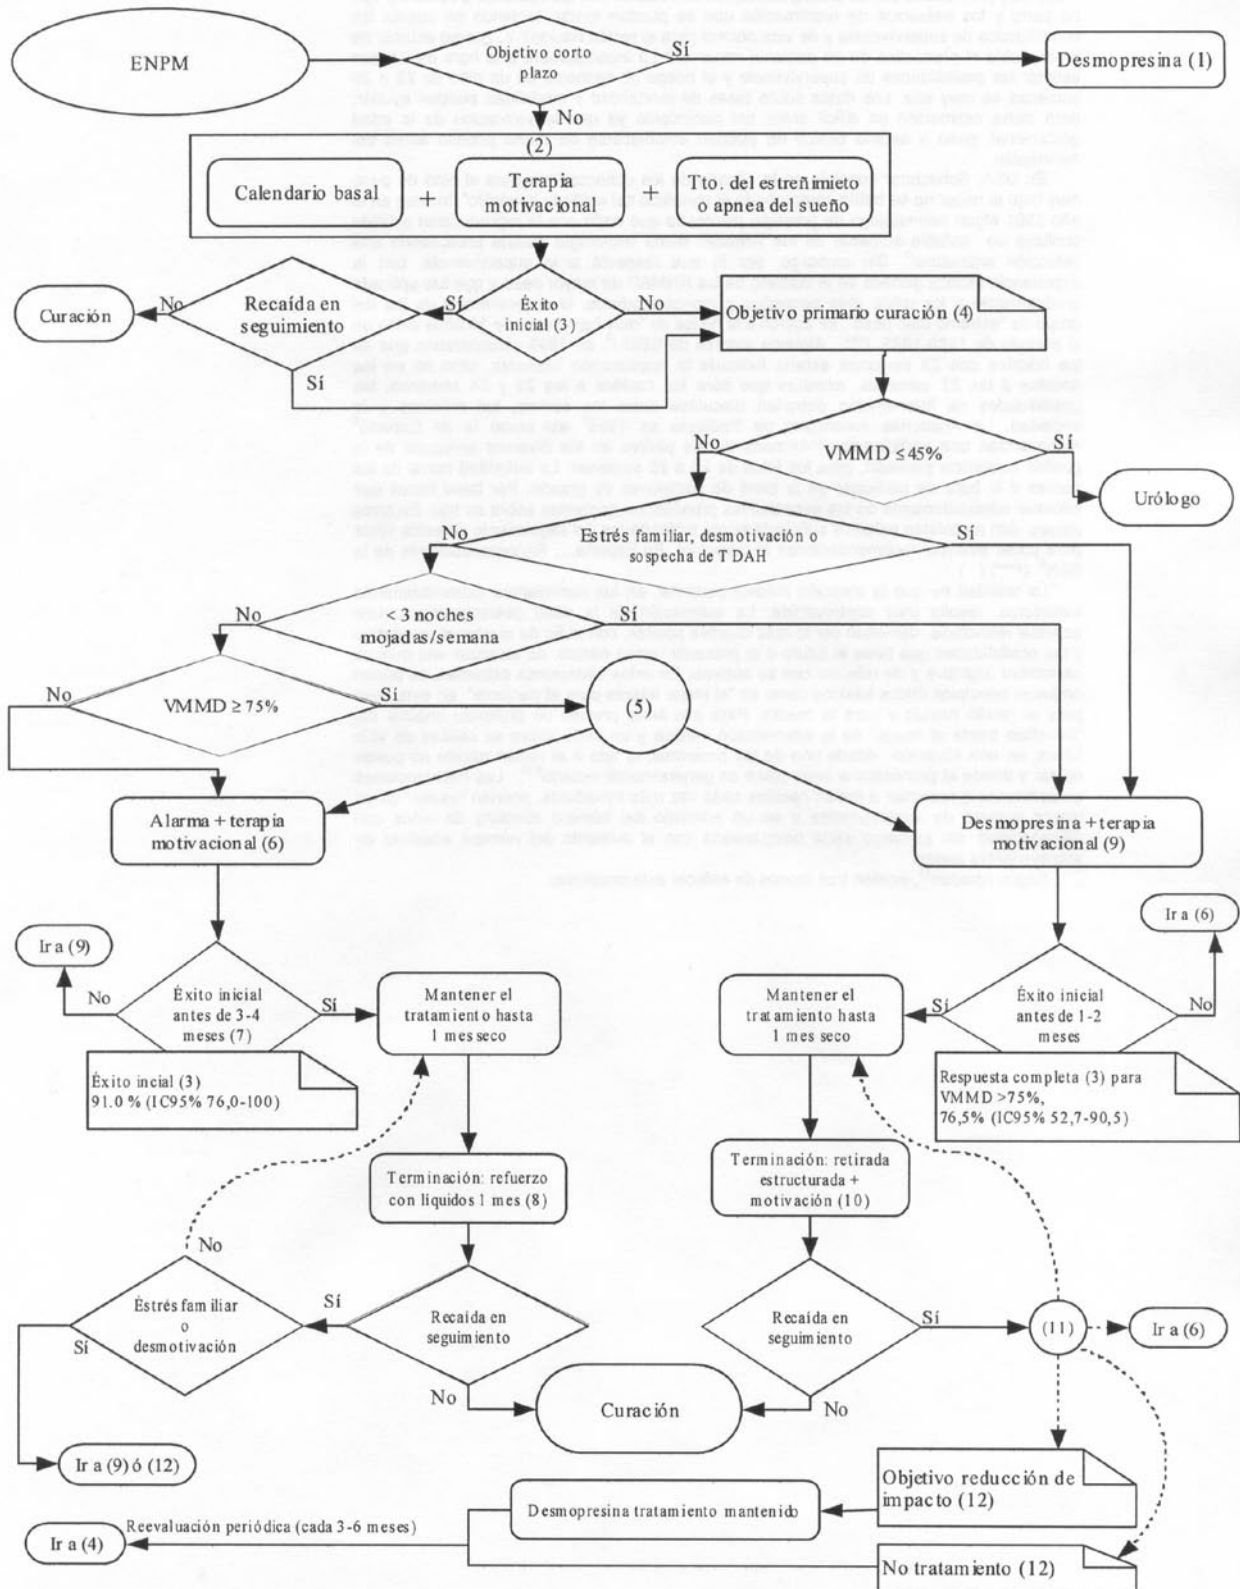 ENPM
Objetivo corto
plazo
Sí
Desmopresina (1)
No
(2)
Calendario basal
+
Terapia
motivacional
+
Tto. del estreñimieto
o apnea del sueño
Curación
No
Recaída en
seguimiento
Sí
Éxito
inicial (3)
No
Objetivo primario curación (4)
Sí
No
VMMD ≤ 45%
Sí
Urólogo
No
Estrés familiar, desmotivación o
sospecha de TDAH
Sí
No
< 3 noches
mojadas/semana
Sí
No
VMMD ≥ 75%
Sí
(5)
Alarma + terapia
motivacional (6)
Desmopresina + terapia
motivacional (9)
Ir a (9)
No
Éxito inicial
antes de 3-4
meses (7)
Sí
Mantener el
tratamiento hasta
1 mes seco
Mantener el
tratamiento hasta
1 mes seco
Sí
Éxito inicial
antes de 1-2
meses
No
Ir a (6)
Éxito incial (3)
91.0 % (IC95% 76,0-100)
Respuesta completa (3) para
VMMD >75%,
76,5% (IC95% 52,7-90,5)
Terminación: refuerzo
con líquidos 1 mes (8)
Terminación: retirada
estructurada +
motivación (10)
No
Éstrés familiar
o
desmotivación
Sí
Sí
Recaída en
seguimiento
No
Recaída en
seguimiento
Sí
No
(11)
Ir a (6)
Curación
Ir a (9) ó (12)
Objetivo reducción de
impacto (12)
Desmopresina tratamiento mantenido
Reevaluación periódica (cada 3-6 meses)
Ir a (4)
No tratamiento (12)